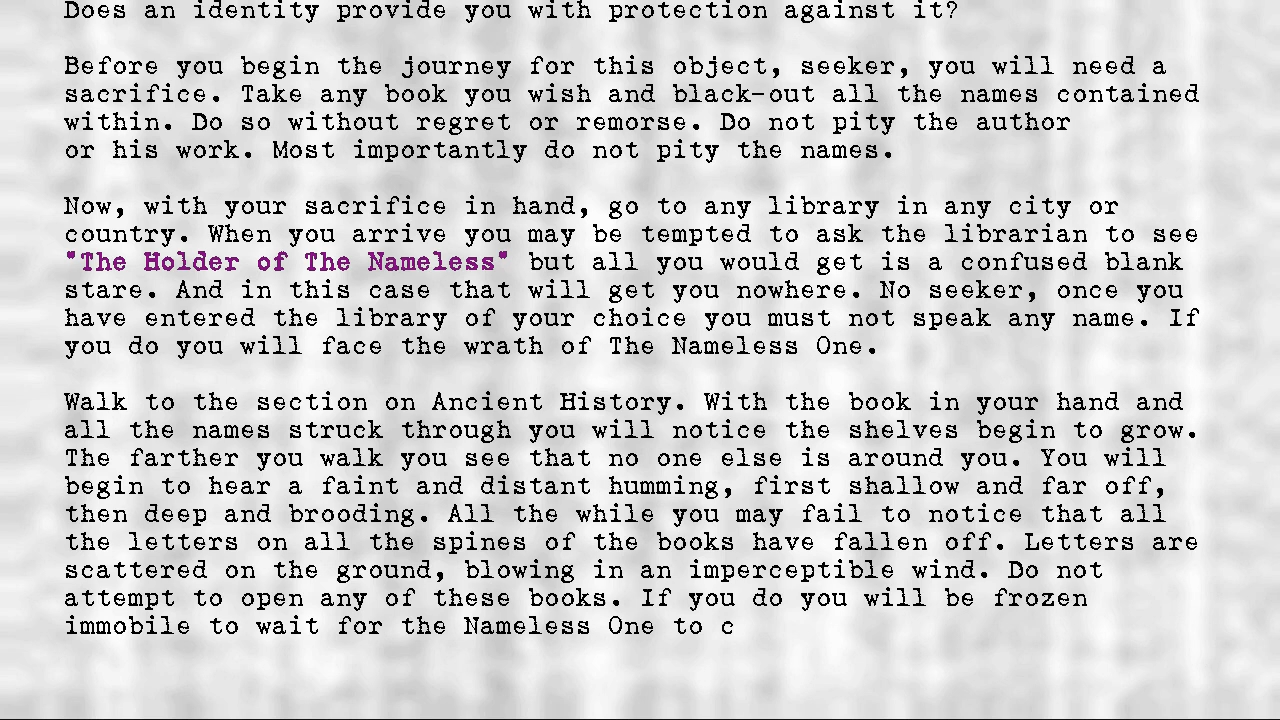 Does an identity provide you with protection against it?
Before you begin the journey for this object, seeker, you will need a
sacrifice. Take any book you wish and black-out all the names contained
within. Do so without regret or remorse. Do not pity the author
or his work. Most importantly do not pity the names.
Now, with your sacrifice in hand, go to any library in any city or
country. When you arrive you may be tempted to ask the librarian to see
"The Holder of The Nameless" but all you would get is a confused blank
stare. And in this case that will get you nowhere. No seeker, once you
have entered the library of your choice you must not speak any name. If
you do you will face the wrath of The Nameless One.
Walk to the section on Ancient History. With the book in your hand and
all the names struck through you will notice the shelves begin to grow.
The farther you walk you see that no one else is around you. You will
begin to hear a faint and distant humming, first shallow and far off,
then deep and brooding. All the while you may fail to notice that all
the letters on all the spines of the books have fallen off. Letters are
scattered on the ground, blowing in an imperceptible wind. Do not
attempt to open any of these books. If you do you will be frozen
immobile to wait for the Nameless One to c